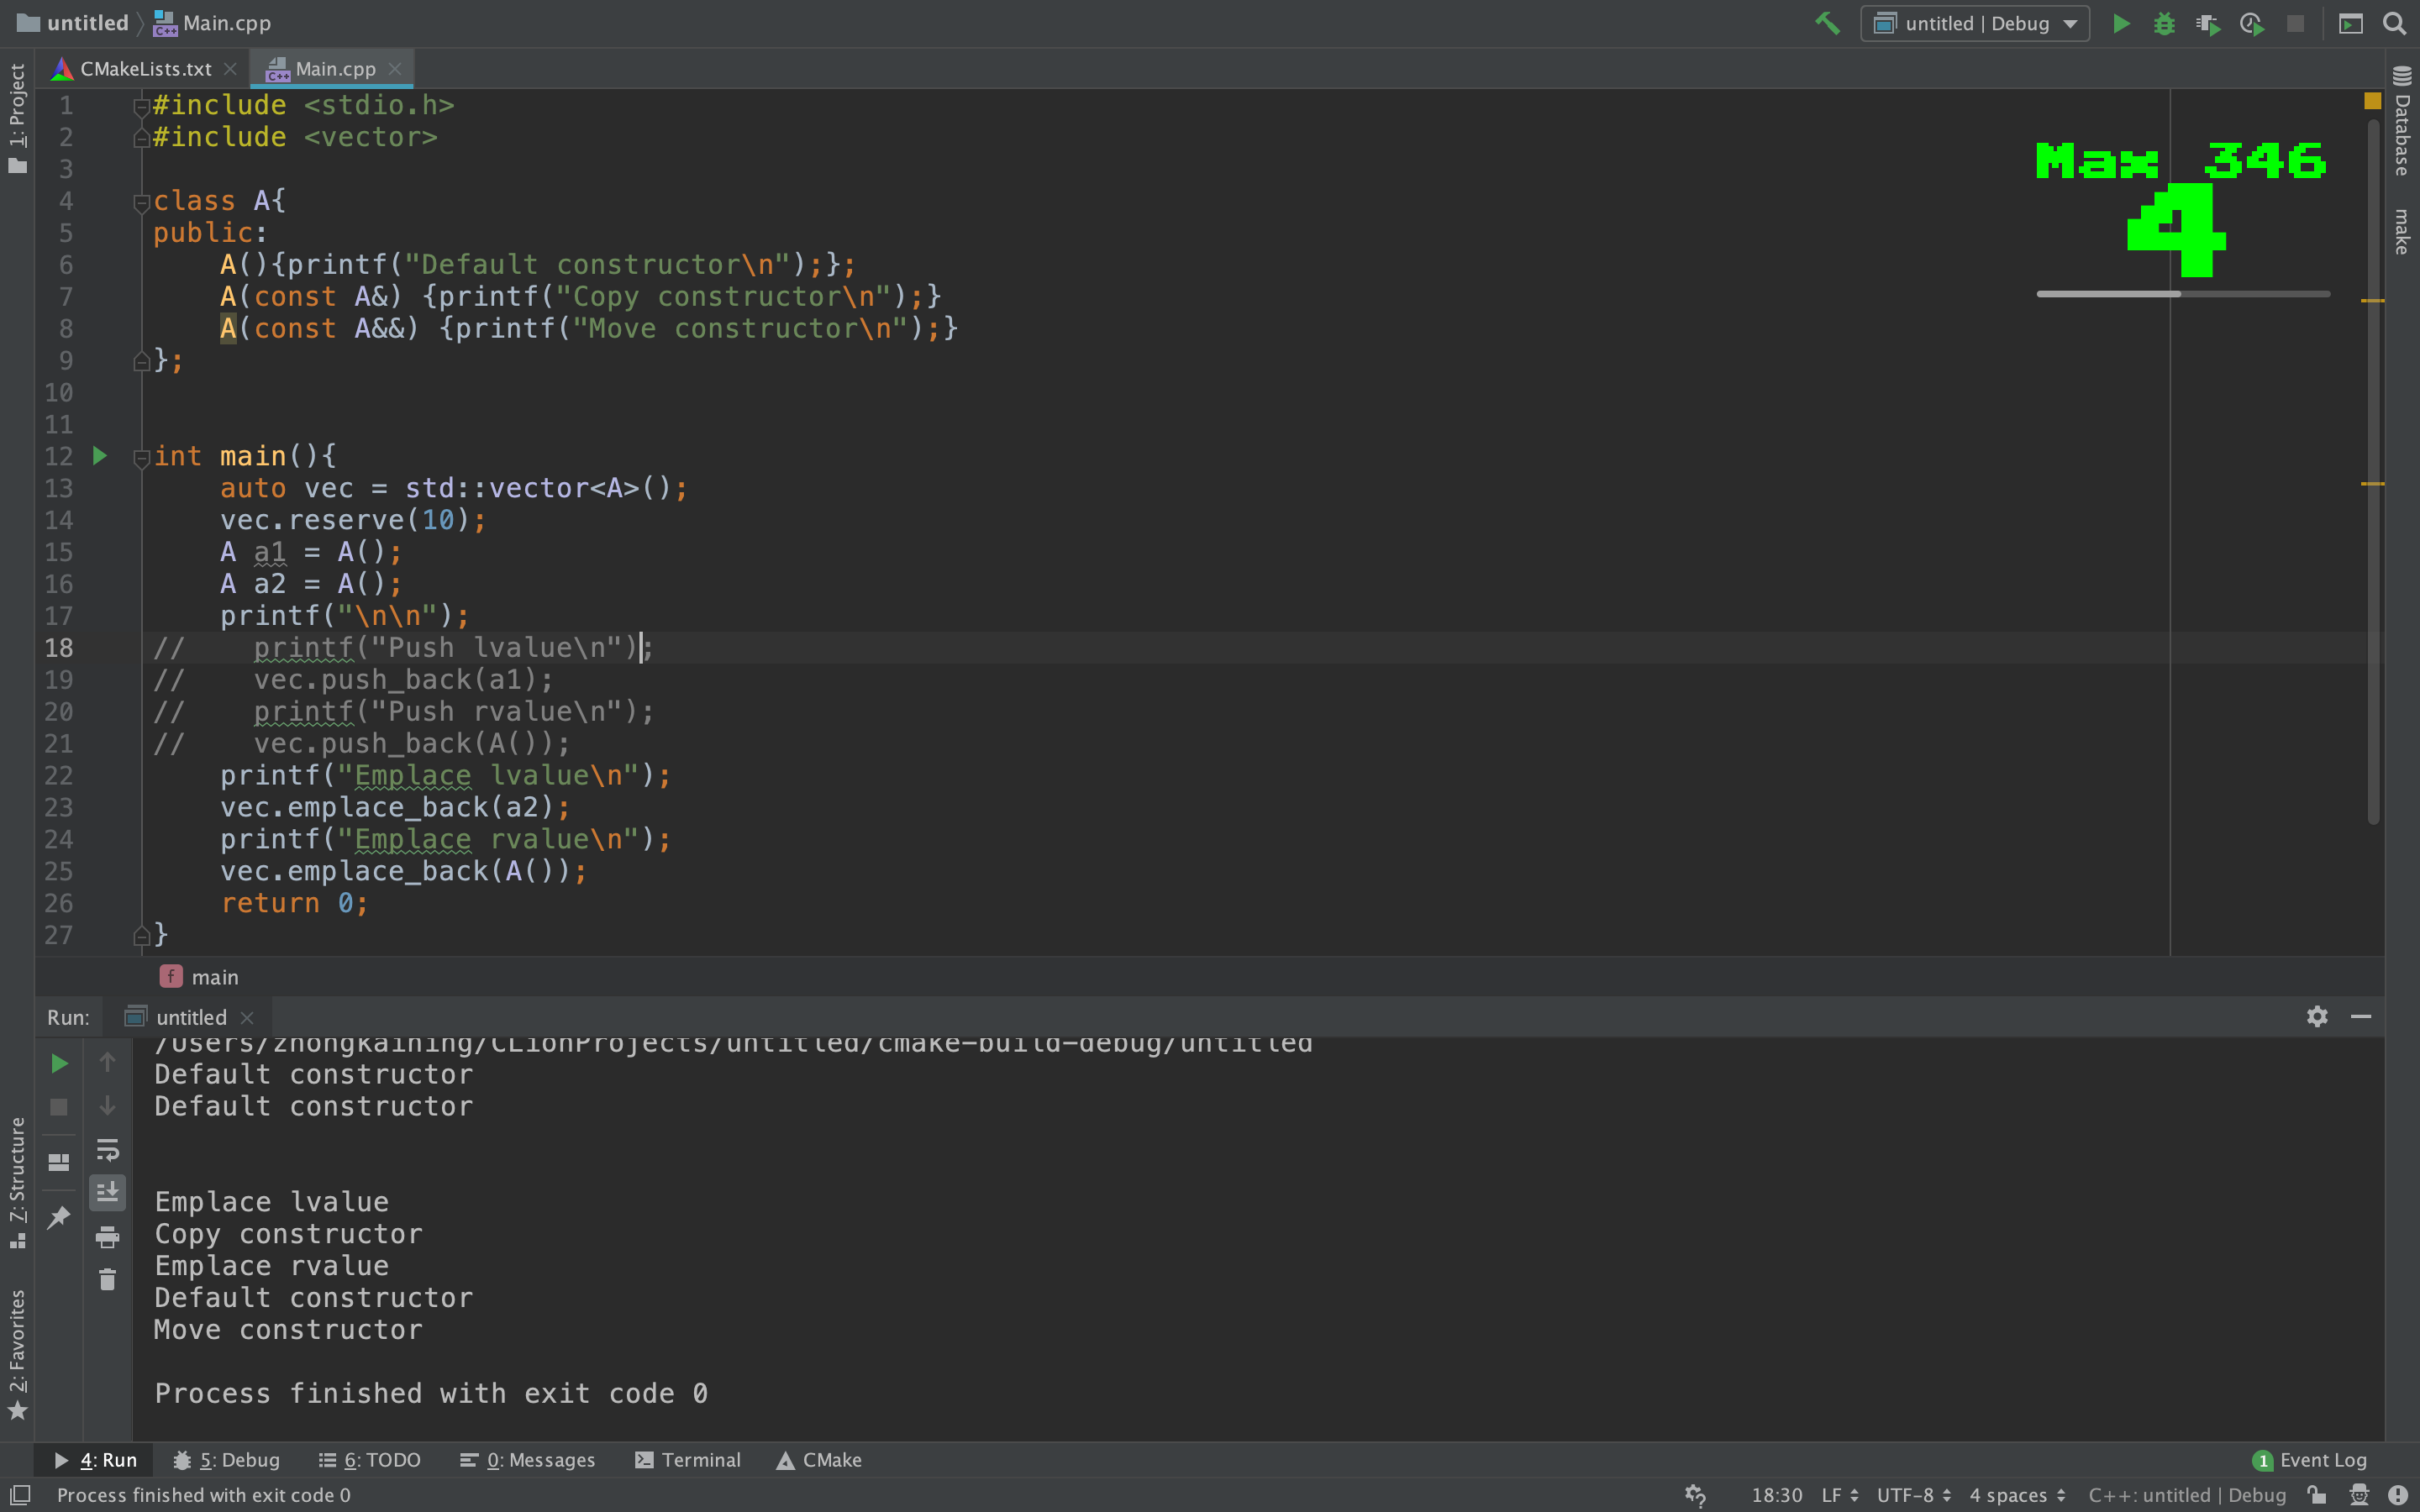 untitled Main.cpp untitled | Debug
CMakeLists.txt Main.cpp
1: Project
Database
make
Max 346
4
1 #include <stdio.h>
2 #include <vector>
3
4 class A{
5 public:
6     A(){printf("Default constructor\n");};
7     A(const A&) {printf("Copy constructor\n");}
8     A(const A&&) {printf("Move constructor\n");}
9 };
10
11
12 int main(){
13     auto vec = std::vector<A>();
14     vec.reserve(10);
15     A a1 = A();
16     A a2 = A();
17     printf("\n\n");
18 //    printf("Push lvalue\n");
19 //    vec.push_back(a1);
20 //    printf("Push rvalue\n");
21 //    vec.push_back(A());
22     printf("Emplace lvalue\n");
23     vec.emplace_back(a2);
24     printf("Emplace rvalue\n");
25     vec.emplace_back(A());
26     return 0;
27 }
f main
Run: untitled
/Users/zhongkaining/CLionProjects/untitled/cmake-build-debug/untitled
Default constructor
Default constructor
Emplace lvalue
Copy constructor
Emplace rvalue
Default constructor
Move constructor
Process finished with exit code 0
7: Structure
2: Favorites
4: Run 5: Debug 6: TODO 0: Messages Terminal CMake 1 Event Log
Process finished with exit code 0 18:30 LF UTF-8 4 spaces C++: untitled | Debug